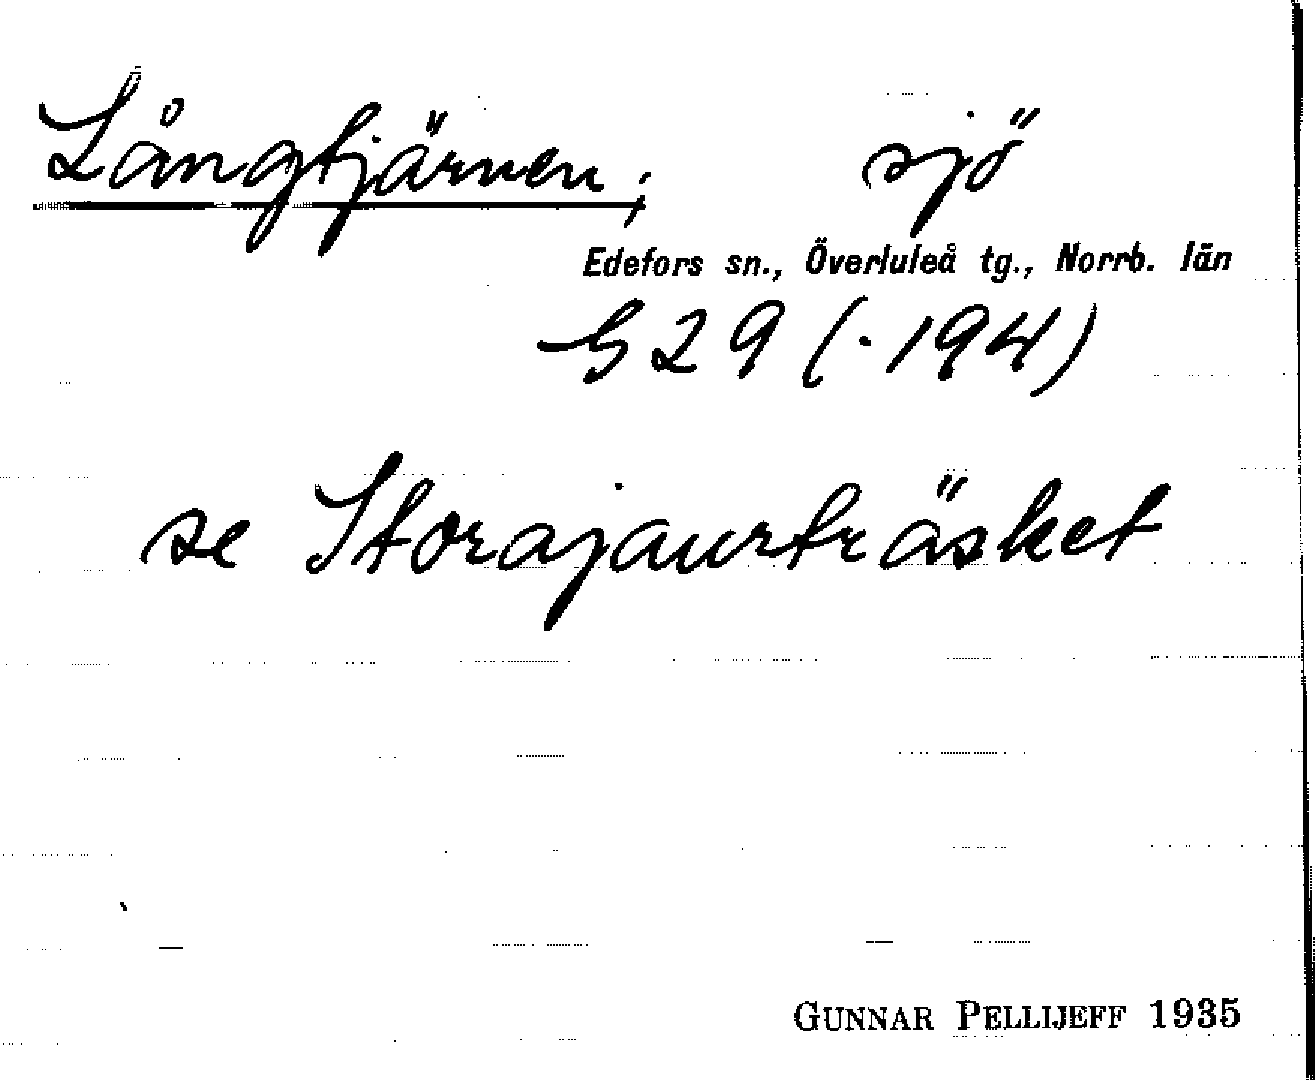 Långtjärnen; sjö
Edefors sn., Överluleå tg., Norrb. län
G 29 (·194)
se Storajaurträsket
GUNNAR PELLIJEFF 1935